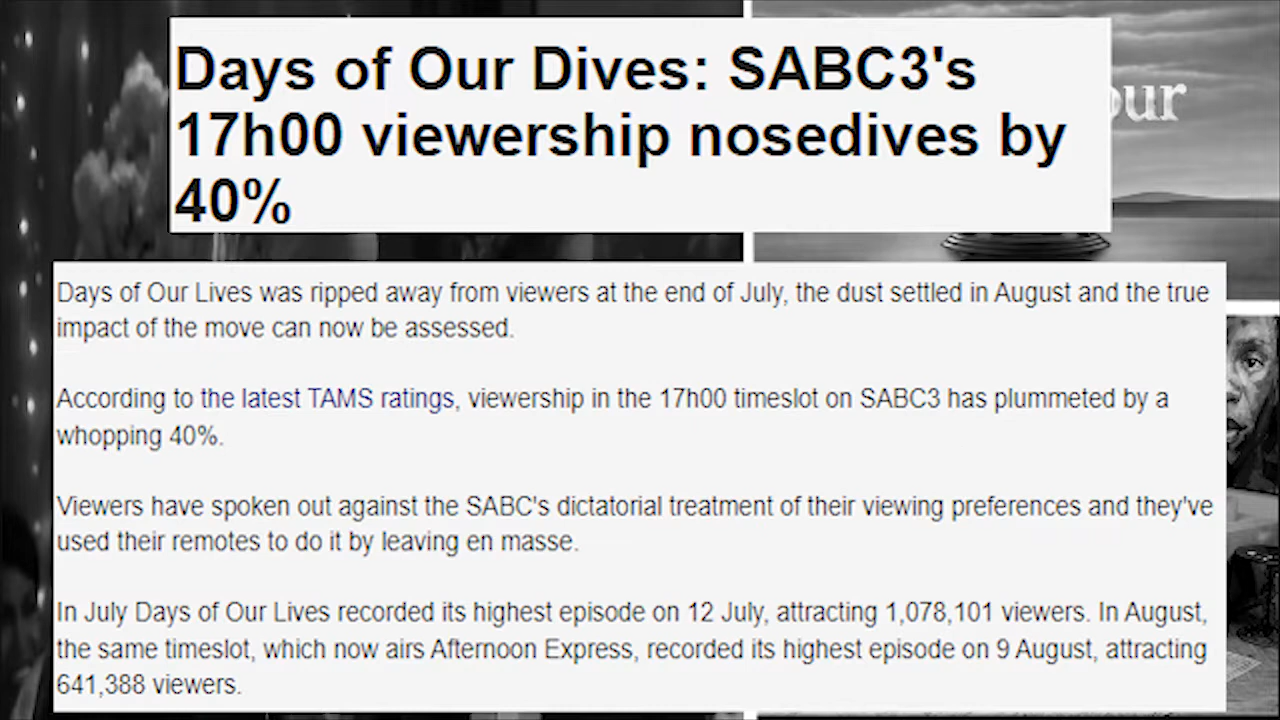 Days of Our Dives: SABC3's
17h00 viewership nosedives by
40%
our
Days of Our Lives was ripped away from viewers at the end of July, the dust settled in August and the true
impact of the move can now be assessed.
According to the latest TAMS ratings, viewership in the 17h00 timeslot on SABC3 has plummeted by a
whopping 40%.
Viewers have spoken out against the SABC's dictatorial treatment of their viewing preferences and they've
used their remotes to do it by leaving en masse.
In July Days of Our Lives recorded its highest episode on 12 July, attracting 1,078,101 viewers. In August,
the same timeslot, which now airs Afternoon Express, recorded its highest episode on 9 August, attracting
641,388 viewers.